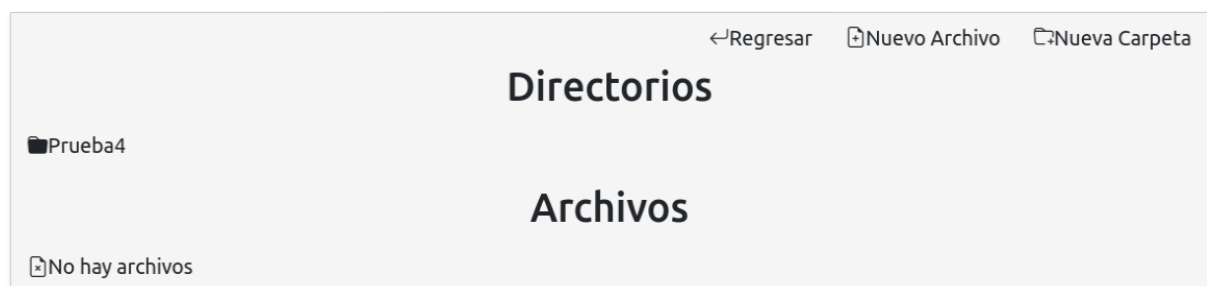 Regresar Nuevo Archivo Nueva Carpeta
Directorios
Prueba4
Archivos
No hay archivos